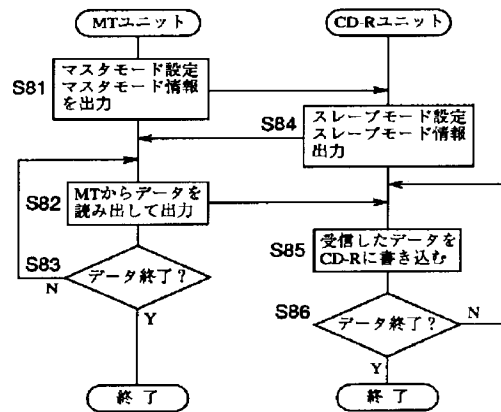 MTユニット
S81
マスタモード設定
マスタモード情報
を出力
S82
MTからデータを
読み出して出力
S83
データ終了?
N
Y
終了
CD-Rユニット
S84
スレーブモード設定
スレーブモード情報
出力
S85
受信したデータを
CD-Rに書き込む
S86
データ終了?
N
Y
終了